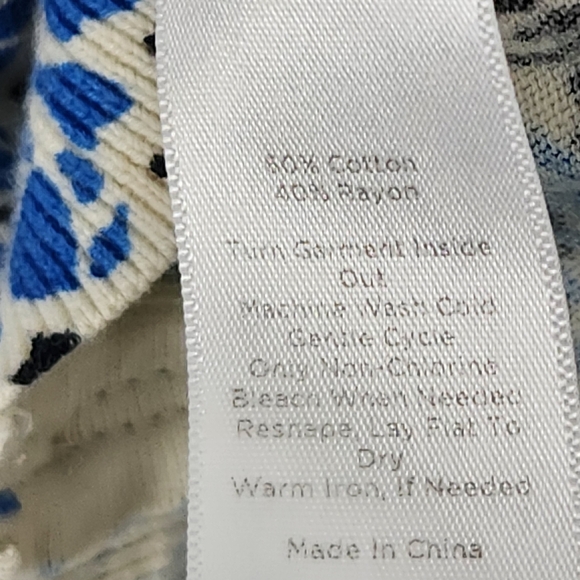 60% Cotton
40% Rayon
Turn Garment Inside
Out
Machine Wash Cold
Gentle Cycle
Only Non-Chlorine
Bleach When Needed
Reshape, Lay Flat To
Dry
Warm Iron, If Needed
Made In China